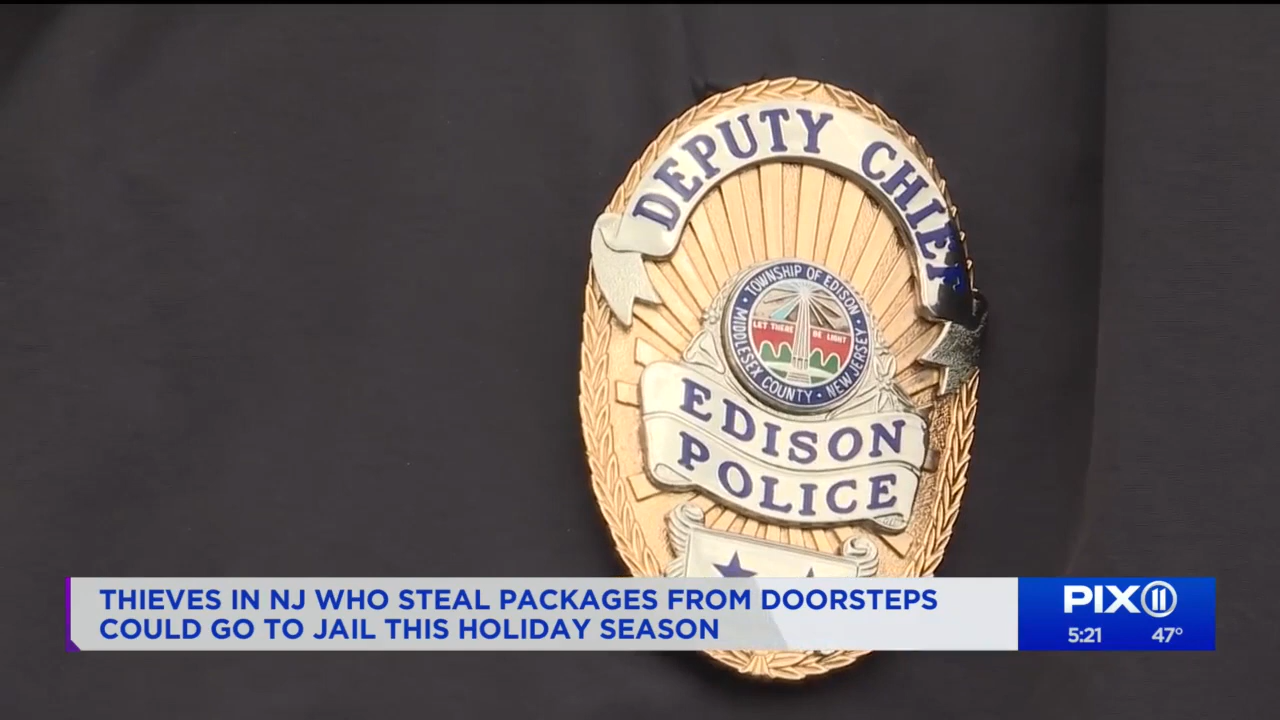 DEPUTY CHIEF
TOWNSHIP OF EDISON
LET THERE BE LIGHT
MIDDLESEX COUNTY • NEW JERSEY
EDISON
POLICE
THIEVES IN NJ WHO STEAL PACKAGES FROM DOORSTEPS
COULD GO TO JAIL THIS HOLIDAY SEASON
PIX11
5:21 47°